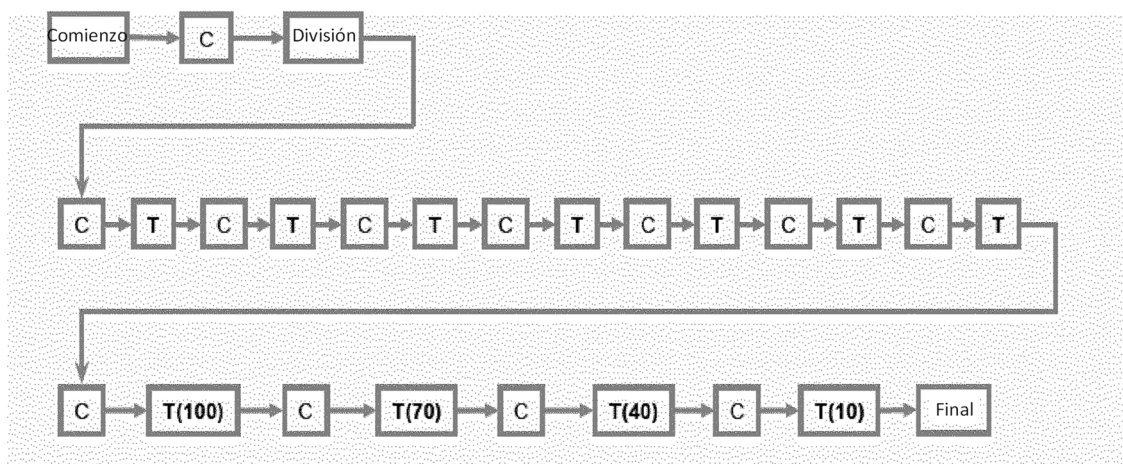 Comienzo C División
C T C T C T C T C T C T C T
C T(100) C T(70) C T(40) C T(10) Final